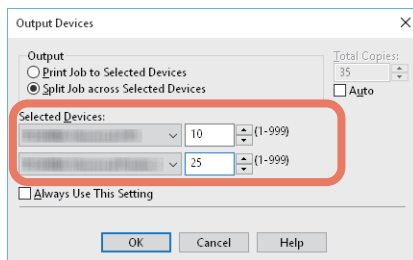 Output Devices
Output
Print Job to Selected Devices
Split Job across Selected Devices
Total Copies:
35
Auto
Selected Devices:
10 (1-999)
25 (1-999)
Always Use This Setting
OK Cancel Help